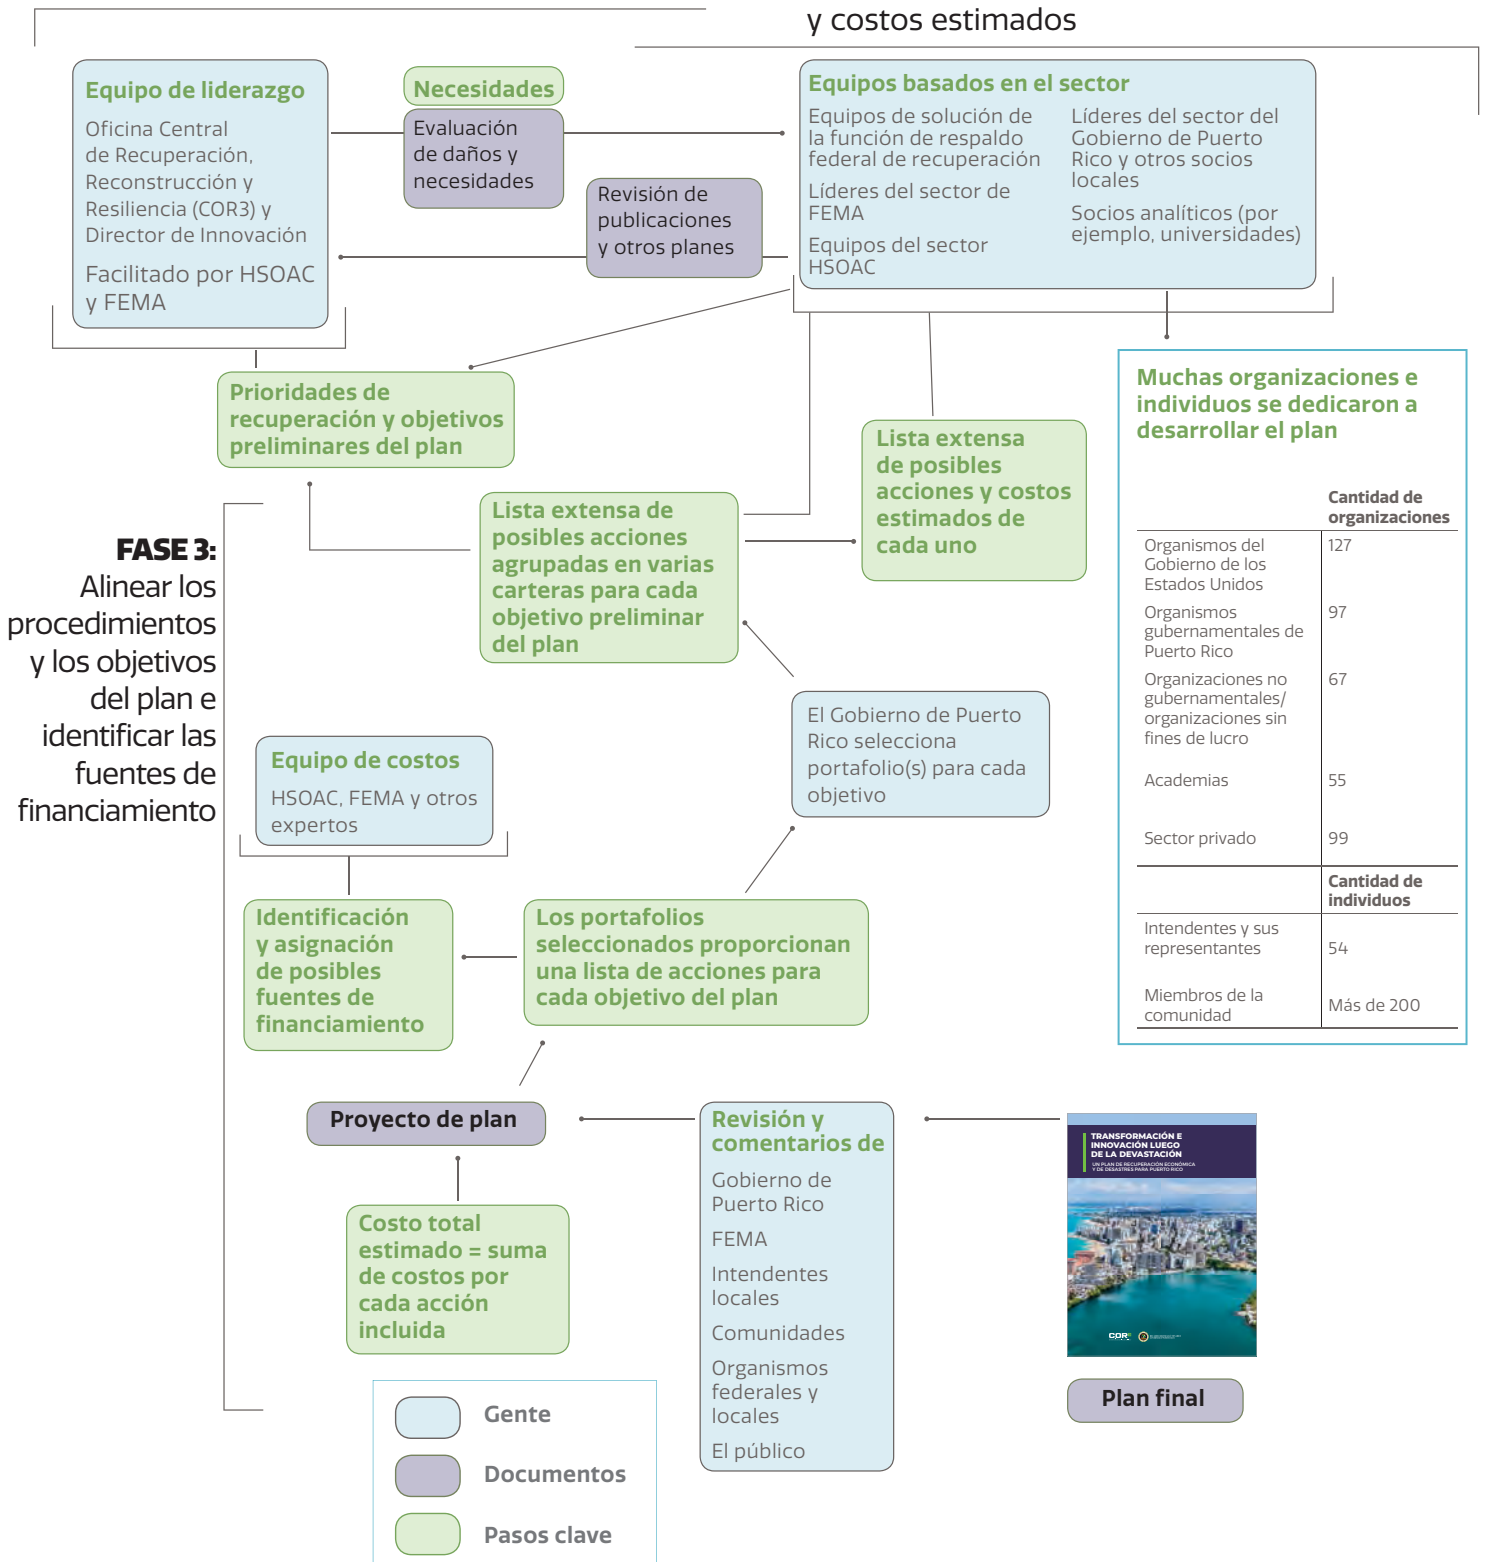 y costos estimados
Equipo de liderazgo
Oficina Central
de Recuperación,
Reconstrucción y
Resiliencia (COR3) y
Director de Innovación
Facilitado por HSOAC
y FEMA
Necesidades
Evaluación
de daños y
necesidades
Revisión de
publicaciones
y otros planes
Equipos basados en el sector
Equipos de solución de
la función de respaldo
federal de recuperación
Líderes del sector de
FEMA
Equipos del sector
HSOAC
Líderes del sector del
Gobierno de Puerto
Rico y otros socios
locales
Socios analíticos (por
ejemplo, universidades)
Prioridades de
recuperación y objetivos
preliminares del plan
Lista extensa
de posibles
acciones y costos
estimados de
cada uno
Muchas organizaciones e
individuos se dedicaron a
desarrollar el plan
Cantidad de
organizaciones
Organismos del
Gobierno de los
Estados Unidos
127
Organismos
gubernamentales de
Puerto Rico
97
Organizaciones no
gubernamentales/
organizaciones sin
fines de lucro
67
Academias
55
Sector privado
99
Cantidad de
individuos
Intendentes y sus
representantes
54
Miembros de la
comunidad
Más de 200
FASE 3:
Alinear los
procedimientos
y los objetivos
del plan e
identificar las
fuentes de
financiamiento
Lista extensa de
posibles acciones
agrupadas en varias
carteras para cada
objetivo preliminar
del plan
El Gobierno de Puerto
Rico selecciona
portafolio(s) para cada
objetivo
Equipo de costos
HSOAC, FEMA y otros
expertos
Identificación
y asignación
de posibles
fuentes de
financiamiento
Los portafolios
seleccionados proporcionan
una lista de acciones para
cada objetivo del plan
Proyecto de plan
Costo total
estimado = suma
de costos por
cada acción
incluida
Revisión y
comentarios de
Gobierno de
Puerto Rico
FEMA
Intendentes
locales
Comunidades
Organismos
federales y
locales
El público
TRANSFORMACIÓN E
INNOVACIÓN LUEGO
DE LA DEVASTACIÓN
UN PLAN DE RECUPERACIÓN ECONÓMICA
Y DE DESASTRES PARA PUERTO RICO
Plan final
Gente
Documentos
Pasos clave